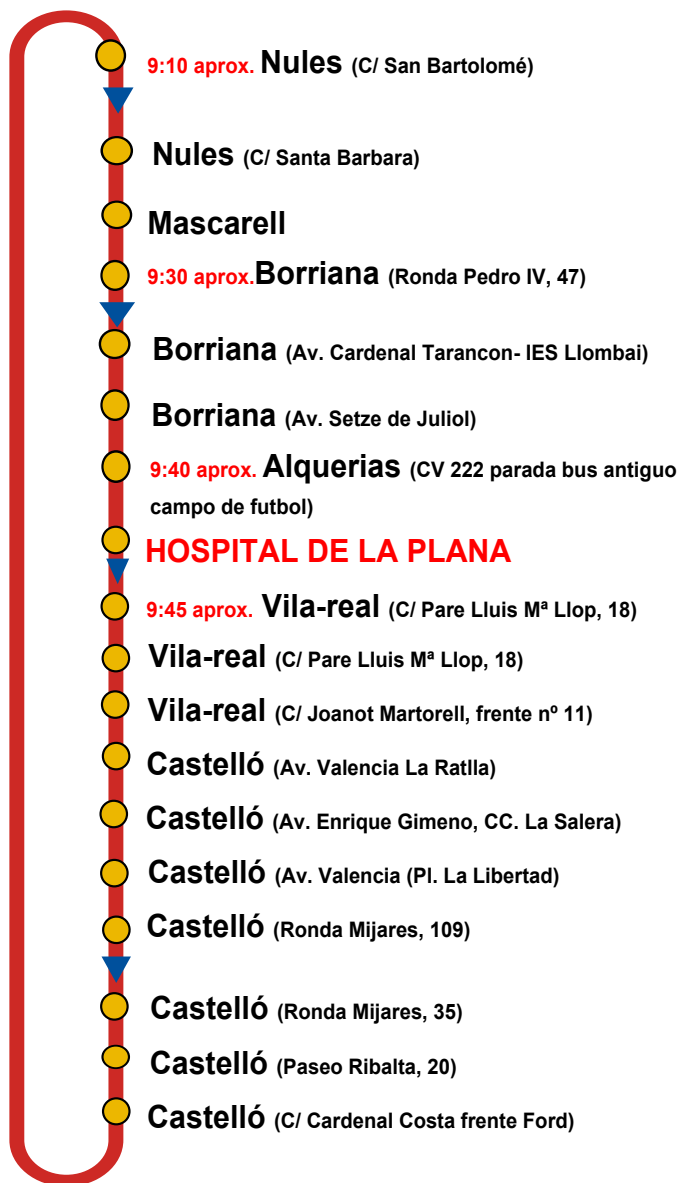 9:10 aprox. Nules (C/ San Bartolomé)
Nules (C/ Santa Barbara)
Mascarell
9:30 aprox.Borriana (Ronda Pedro IV, 47)
Borriana (Av. Cardenal Tarancon- IES Llombai)
Borriana (Av. Setze de Juliol)
9:40 aprox. Alquerias (CV 222 parada bus antiguo
campo de futbol)
HOSPITAL DE LA PLANA
9:45 aprox. Vila-real (C/ Pare Lluis Mª Llop, 18)
Vila-real (C/ Pare Lluis Mª Llop, 18)
Vila-real (C/ Joanot Martorell, frente nº 11)
Castelló (Av. Valencia La Ratlla)
Castelló (Av. Enrique Gimeno, CC. La Salera)
Castelló (Av. Valencia (Pl. La Libertad)
Castelló (Ronda Mijares, 109)
Castelló (Ronda Mijares, 35)
Castelló (Paseo Ribalta, 20)
Castelló (C/ Cardenal Costa frente Ford)